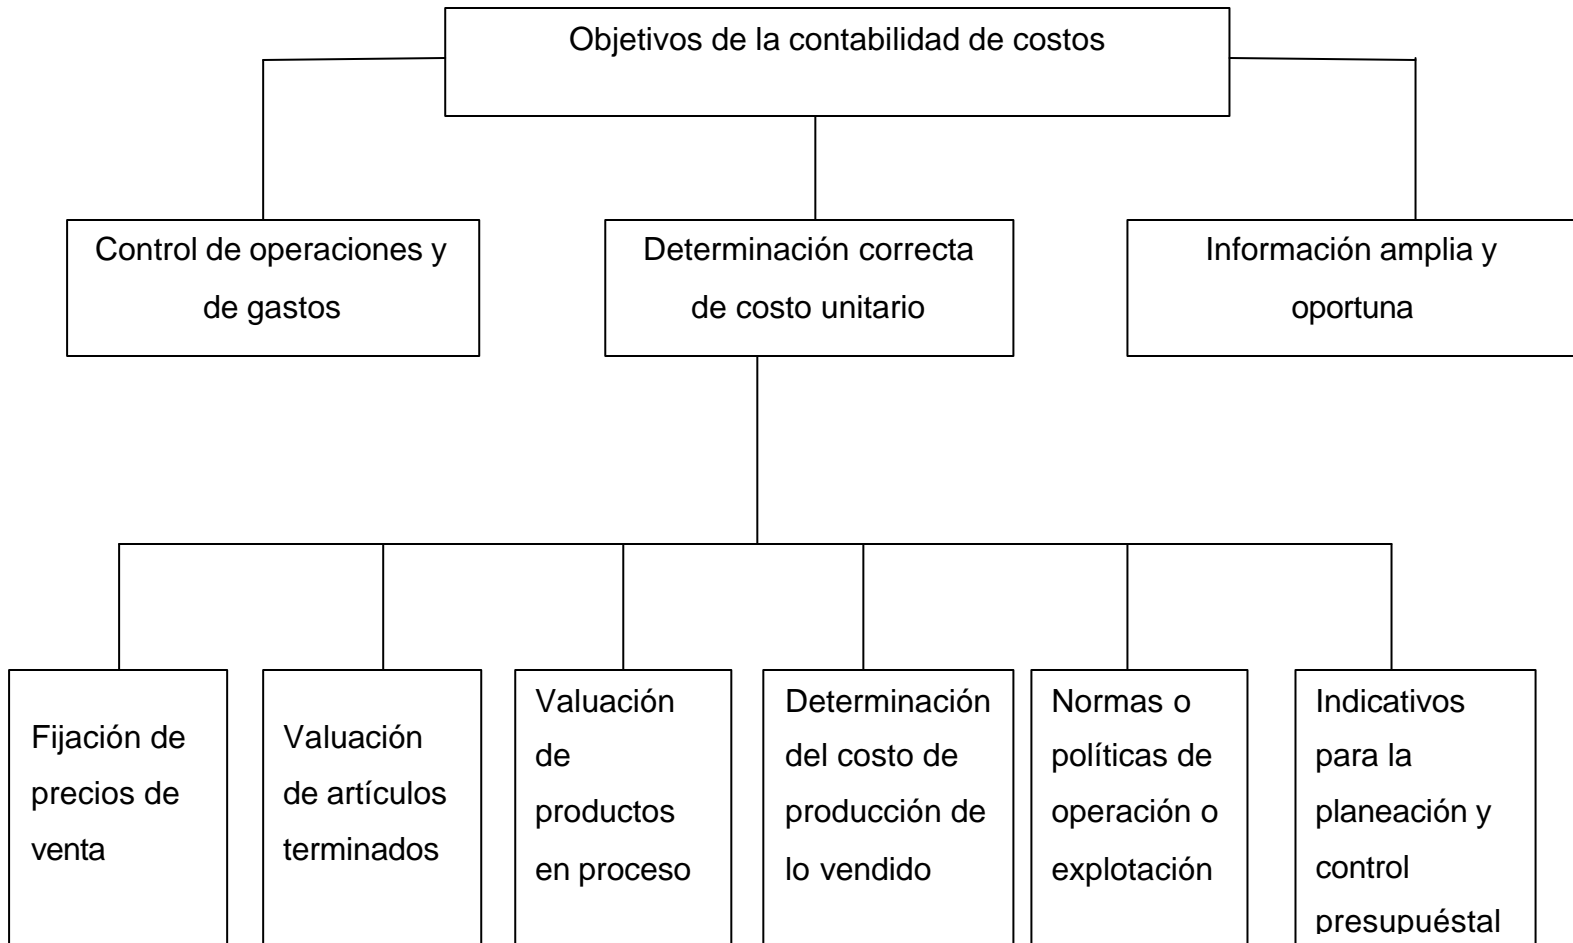 Objetivos de la contabilidad de costos
Control de operaciones y
de gastos
Determinación correcta
de costo unitario
Información amplia y
oportuna
Fijación de
precios de
venta
Valuación
de artículos
terminados
Valuación
de
productos
en proceso
Determinación
del costo de
producción de
lo vendido
Normas o
políticas de
operación o
explotación
Indicativos
para la
planeación y
control
presupuéstal